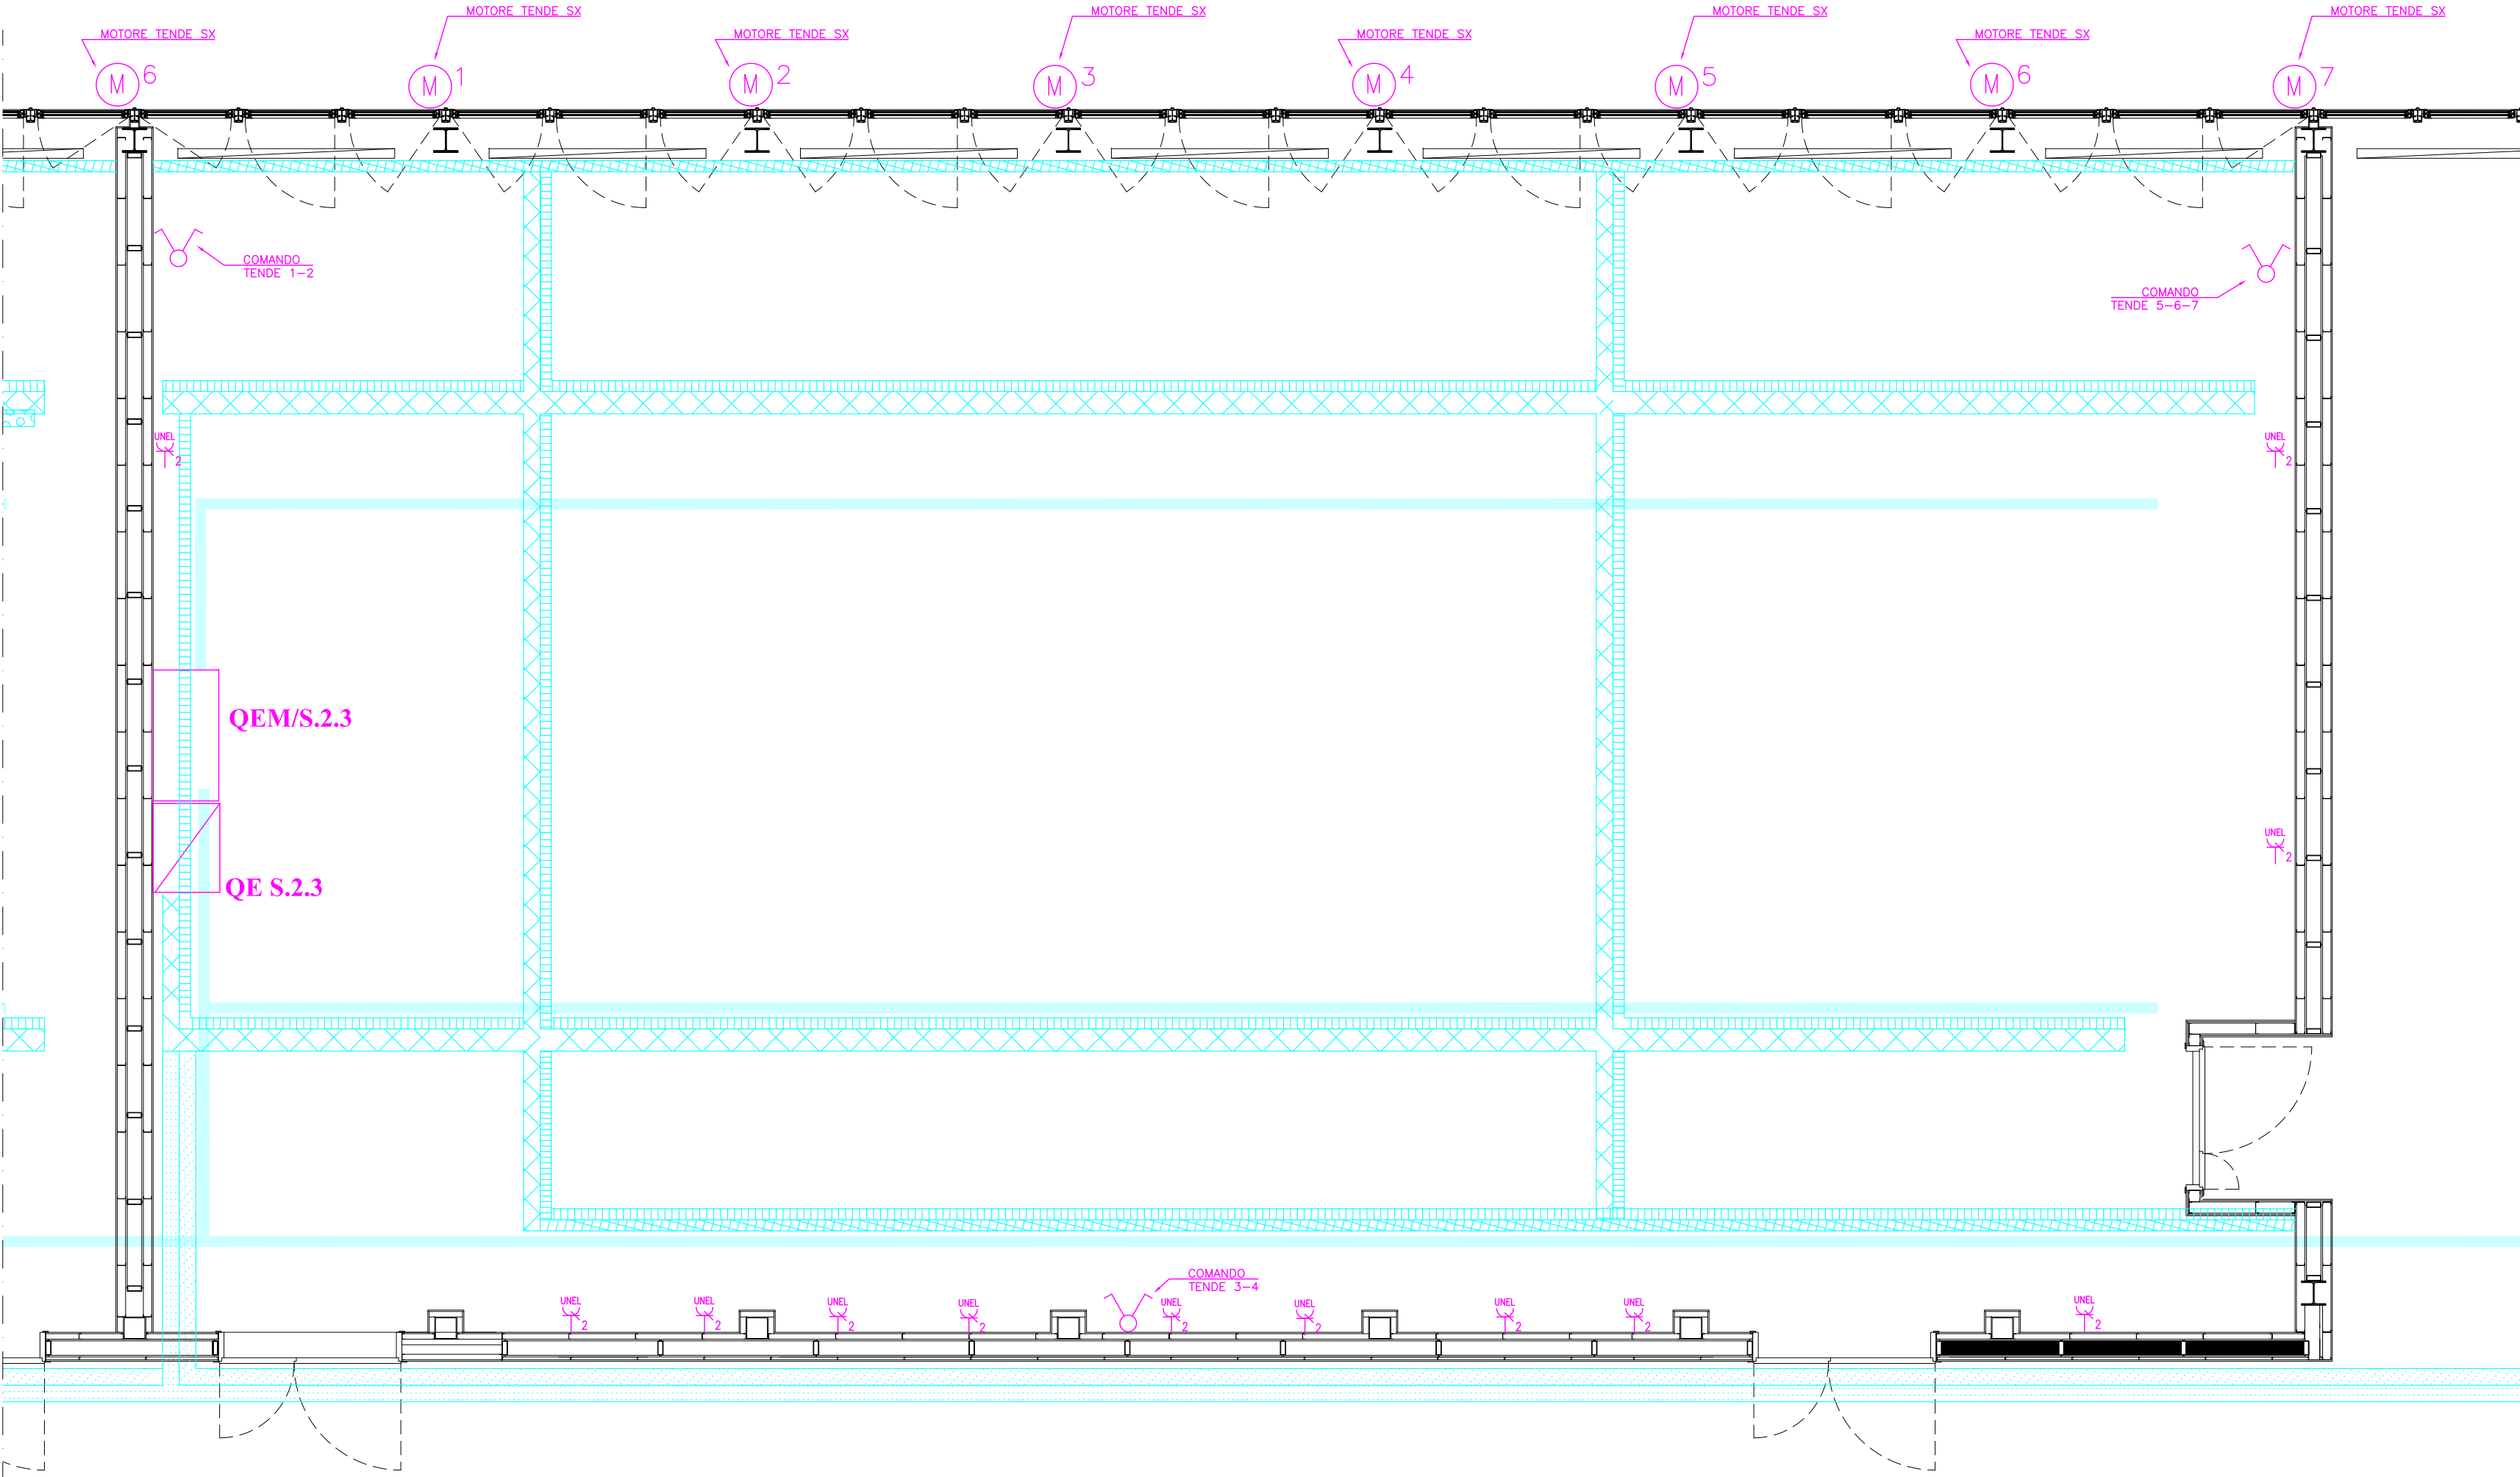 MOTORE TENDE SX
MOTORE TENDE SX
MOTORE TENDE SX
MOTORE TENDE SX
MOTORE TENDE SX
MOTORE TENDE SX
MOTORE TENDE SX
MOTORE TENDE SX
M 6
M 1
M 2
M 3
M 4
M 5
M 6
M 7
COMANDO
TENDE 1-2
COMANDO
TENDE 5-6-7
UNEL
2
UNEL
2
QEM/S.2.3
UNEL
2
QE S.2.3
COMANDO
TENDE 3-4
UNEL
2
UNEL
2
UNEL
2
UNEL
2
UNEL
2
UNEL
2
UNEL
2
UNEL
2
UNEL
2